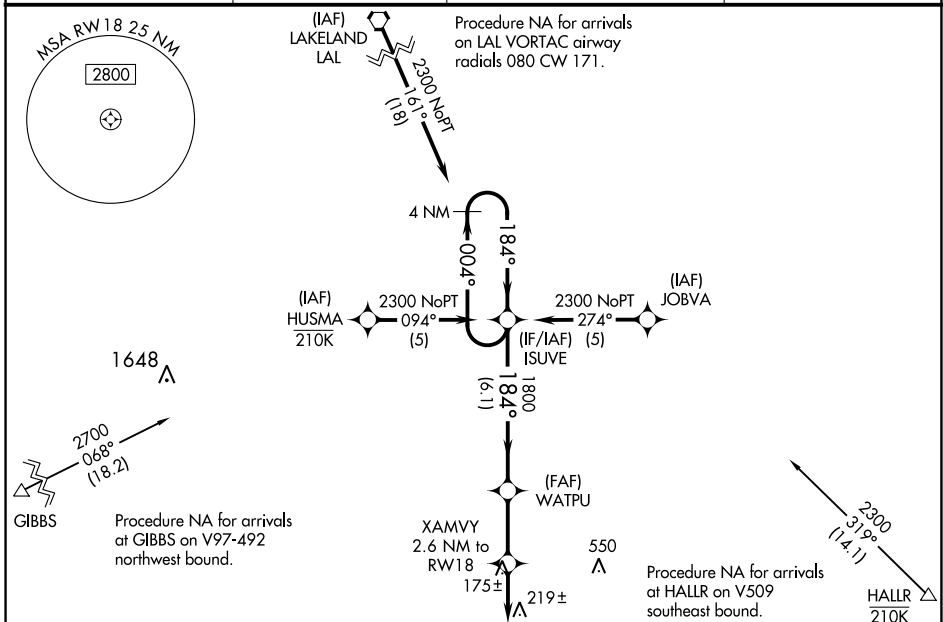 MSA RW18 25 NM
2800
(IAF)
LAKELAND
LAL
2300 NoPT
161°
(18)
Procedure NA for arrivals
on LAL VORTAC airway
radials 080 CW 171.
4 NM
004°
184°
(IAF)
HUSMA
210K
2300 NoPT
094°
(5)
2300 NoPT
274°
(5)
(IAF)
JOBVA
(IF/IAF)
ISUVE
1800
184°
(6.1)
1648
2700
068°
(18.2)
GIBBS
Procedure NA for arrivals
at GIBBS on V97-492
northwest bound.
(FAF)
WATPU
XAMVY
2.6 NM to
RW18
175±
219±
550
Procedure NA for arrivals
at HALLR on V509
southeast bound.
2300
319°
(14.1)
HALLR
210K